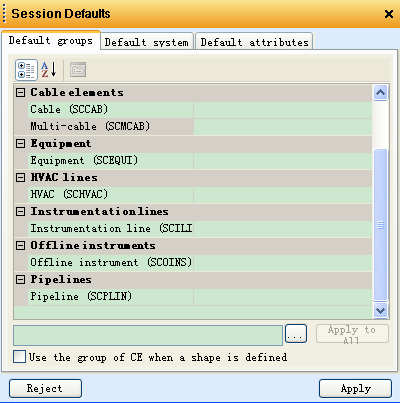 Session Defaults
Default groups Default system Default attributes
Cable elements
Cable (SCCAB)
Multi-cable (SCMCAB)
Equipment
Equipment (SCEQUI)
HVAC lines
HVAC (SCHVAC)
Instrumentation lines
Instrumentation line (SCILI
Offline instruments
Offline instrument (SCOINS)
Pipelines
Pipeline (SCPLIN)
... Apply to All
Use the group of CE when a shape is defined
Reject Apply